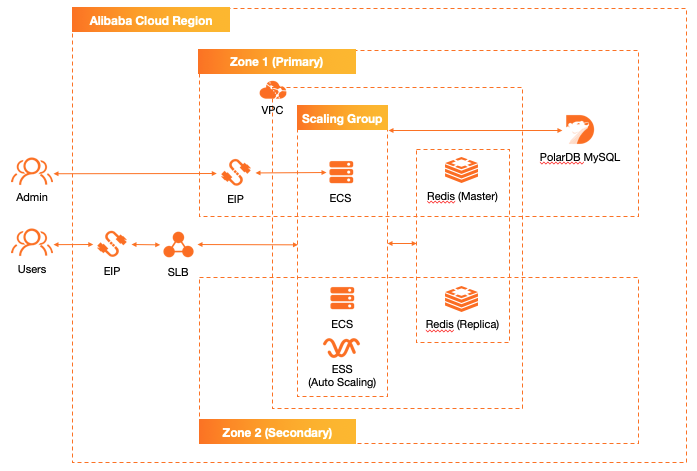 Alibaba Cloud Region
Zone 1 (Primary)
VPC
Scaling Group
PolarDB MySQL
Admin
EIP
ECS
Redis (Master)
Users
EIP
SLB
ECS
Redis (Replica)
ESS
(Auto Scaling)
Zone 2 (Secondary)